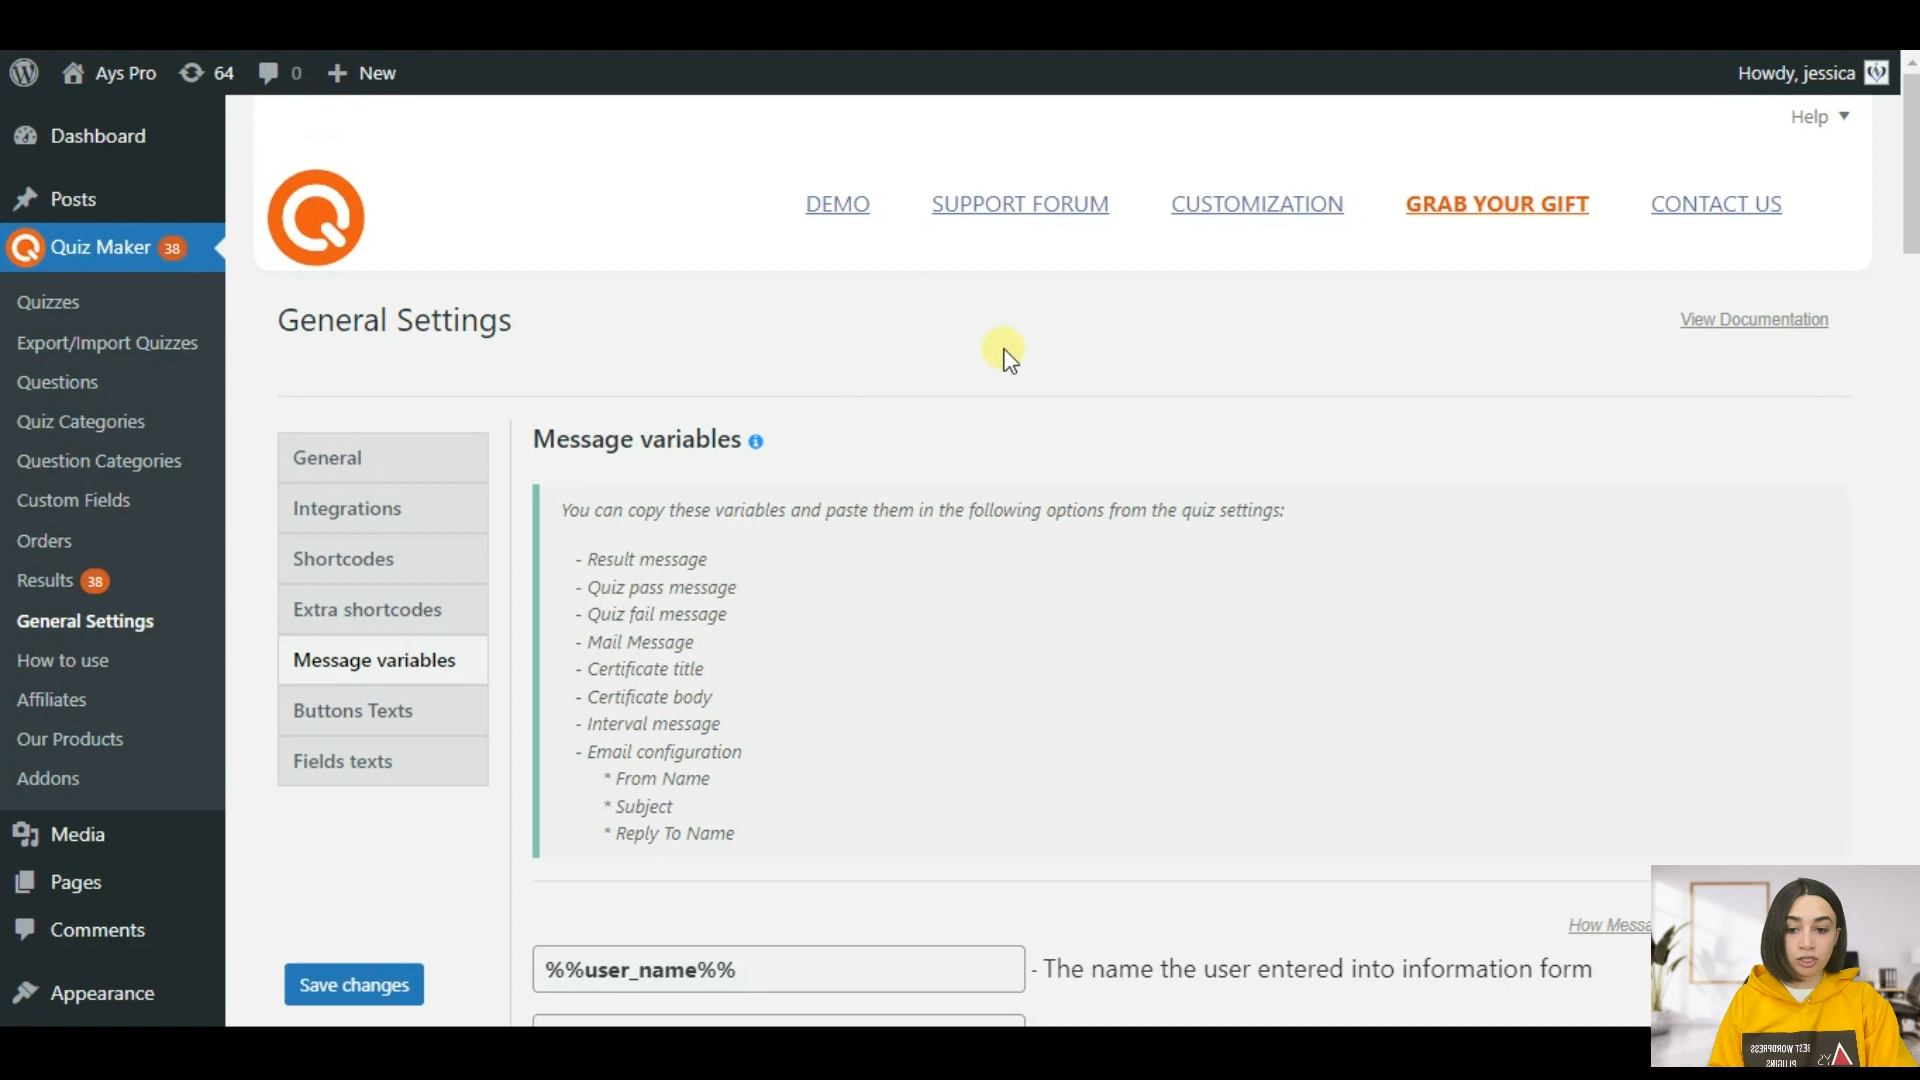 Ays Pro 64 0 New Howdy, jessica
Help
Dashboard
Posts
Quiz Maker 38
Quizzes
Export/Import Quizzes
Questions
Quiz Categories
Question Categories
Custom Fields
Orders
Results 38
General Settings
How to use
Affiliates
Our Products
Addons
Media
Pages
Comments
Appearance
DEMO SUPPORT FORUM CUSTOMIZATION GRAB YOUR GIFT CONTACT US
General Settings
View Documentation
General
Integrations
Shortcodes
Extra shortcodes
Message variables
Buttons Texts
Fields texts
Save changes
Message variables
You can copy these variables and paste them in the following options from the quiz settings:
- Result message
- Quiz pass message
- Quiz fail message
- Mail Message
- Certificate title
- Certificate body
- Interval message
- Email configuration
* From Name
* Subject
* Reply To Name
How
%%user_name%% - The name the user entered into information form